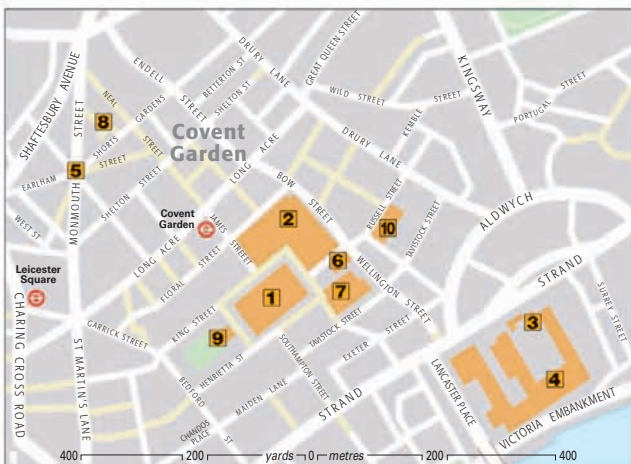 SHAFTESBURY AVENUE
MONMOUTH STREET
NEAL STREET
ENDELL STREET
BETTERTON ST
SHELTON ST
DRURY LANE
GREAT QUEEN STREET
WILD STREET
KEMBLE STREET
KINGSWAY
PORTUGAL STREET
8
SHORTS GARDENS
Covent
Garden
LONG ACRE
DRURY LANE
5
EARLHAM STREET
SHELTON STREET
BOW STREET
RUSSELL STREET
TAVISTOCK STREET
ALDWYCH
WEST ST
Covent
Garden
JAMES STREEET
2
10
LONG ACRE
FLORAL STREET
6
WELLINGTON STREET
STRAND
SURREY STREET
Leicester
Square
1
7
CHARING CROSS ROAD
GARRICK STREET
KING STREET
9
HENRIETTA ST
SOUTHAMPTON STREET
TAVISTOCK STREET
EXETER STREET
3
4
ST MARTIN'S LANE
BEDFORD ST
CHANDOS
PLACE
MAIDEN LANE
STRAND
LANCASTER PLACE
VICTORIA EMBANKMENT
400 200 yards 0 metres 200 400